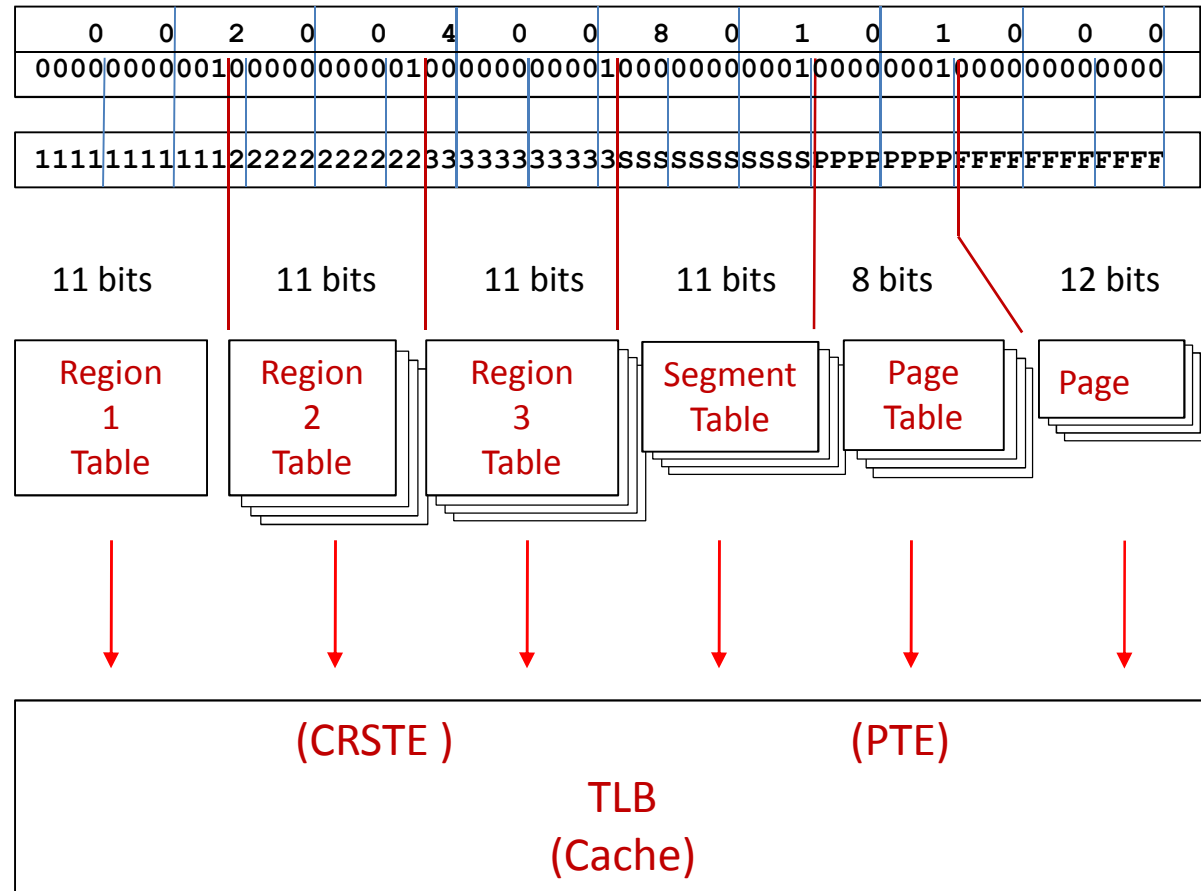 0 0 2 0 0 4 0 0 8 0 1 0 1 0 0 0
0000000000100000000001000000000010000000000100000001000000000000
111111111112222222222233333333333SSSSSSSSSSSPPPPPPPPFFFFFFFFFFFF
11 bits 11 bits 11 bits 11 bits 8 bits 12 bits
Region
1
Table
Region
2
Table
Region
3
Table
Segment
Table
Page
Table
Page
(CRSTE ) (PTE)
TLB
(Cache)